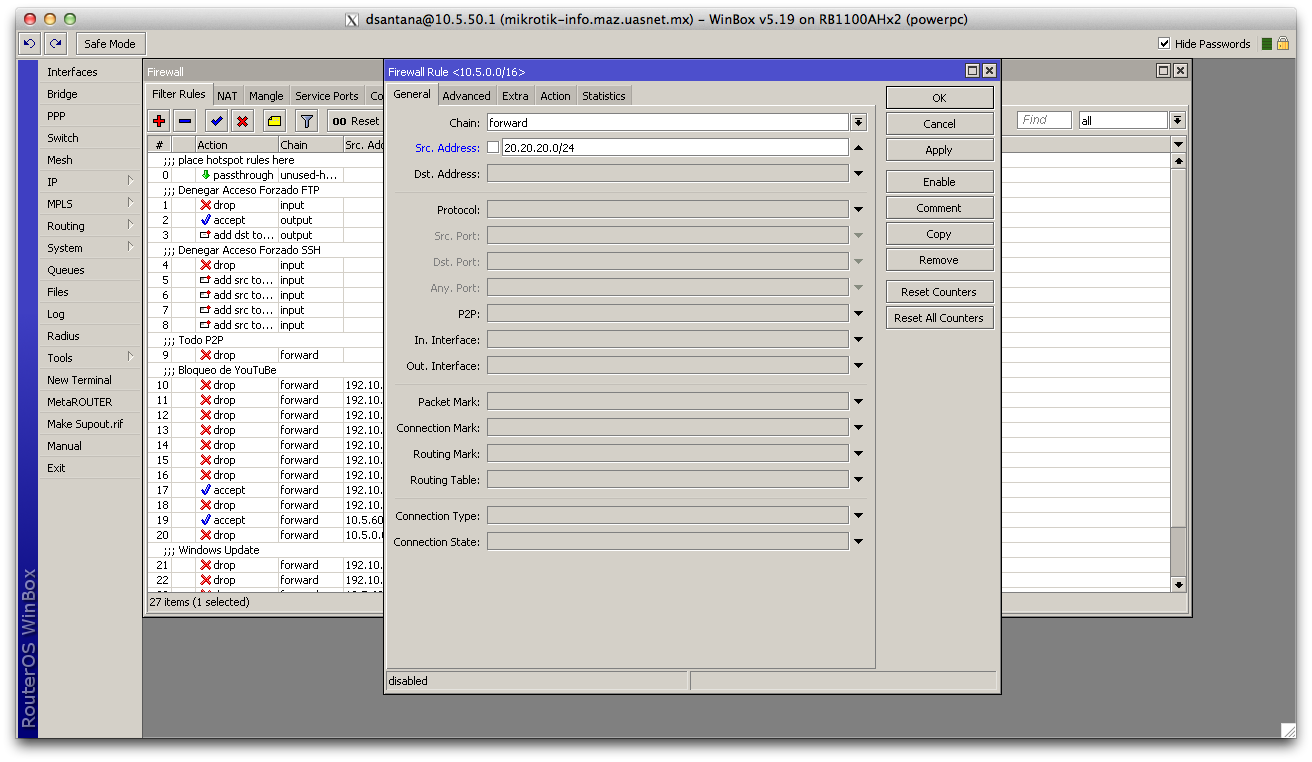 dsantana@10.5.50.1 (mikrotik-info.maz.uasnet.mx) - WinBox v5.19 on RB1100AHx2 (powerpc)
Safe Mode
Hide Passwords
RouterOS WinBox
Interfaces
Bridge
PPP
Switch
Mesh
IP
MPLS
Routing
System
Queues
Files
Log
Radius
Tools
New Terminal
MetaROUTER
Make Supout.rif
Manual
Exit
Firewall
Filter Rules NAT Mangle Service Ports Co
00 Reset
Find
all
# Action Chain Src. Ad
;;; place hotspot rules here
0 passthrough unused-h...
;;; Denegar Acceso Forzado FTP
1 drop input
2 accept output
3 add dst to... output
;;; Denegar Acceso Forzado SSH
4 drop input
5 add src to... input
6 add src to... input
7 add src to... input
8 add src to... input
;;; Todo P2P
9 drop forward
;;; Bloqueo de YouTuBe
10 drop forward 192.10.
11 drop forward 192.10.
12 drop forward 192.10.
13 drop forward 192.10.
14 drop forward 192.10.
15 drop forward 192.10.
16 drop forward 192.10.
17 accept forward 192.10.
18 drop forward 192.10.
19 accept forward 10.5.60
20 drop forward 10.5.0.
;;; Windows Update
21 drop forward 192.10.
22 drop forward 192.10.
27 items (1 selected)
Firewall Rule <10.5.0.0/16>
General Advanced Extra Action Statistics
Chain: forward
Src. Address: 20.20.20.0/24
Dst. Address:
Protocol:
Src. Port:
Dst. Port:
Any. Port:
P2P:
In. Interface:
Out. Interface:
Packet Mark:
Connection Mark:
Routing Mark:
Routing Table:
Connection Type:
Connection State:
disabled
OK
Cancel
Apply
Enable
Comment
Copy
Remove
Reset Counters
Reset All Counters